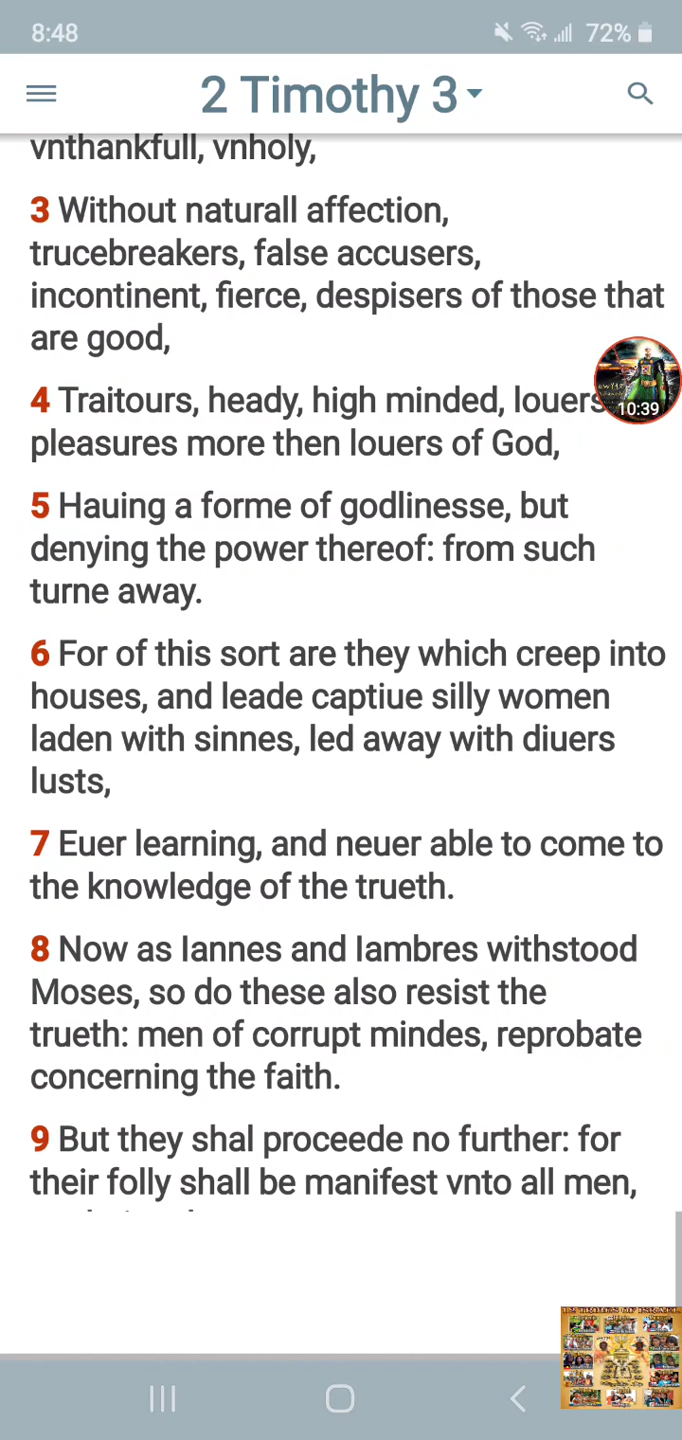 8:48
72%
2 Timothy 3
vnthankfull, vnholy,
3 Without naturall affection,
trucebreakers, false accusers,
incontinent, fierce, despisers of those that
are good,
4 Traitours, heady, high minded, louers
pleasures more then louers of God,
5 Hauing a forme of godlinesse, but
denying the power thereof: from such
turne away.
6 For of this sort are they which creep into
houses, and leade captiue silly women
laden with sinnes, led away with diuers
lusts,
7 Euer learning, and neuer able to come to
the knowledge of the trueth.
8 Now as Iannes and Iambres withstood
Moses, so do these also resist the
trueth: men of corrupt mindes, reprobate
concerning the faith.
9 But they shal proceede no further: for
their folly shall be manifest vnto all men,
10:39
12 TRIBES OF ISRAEL